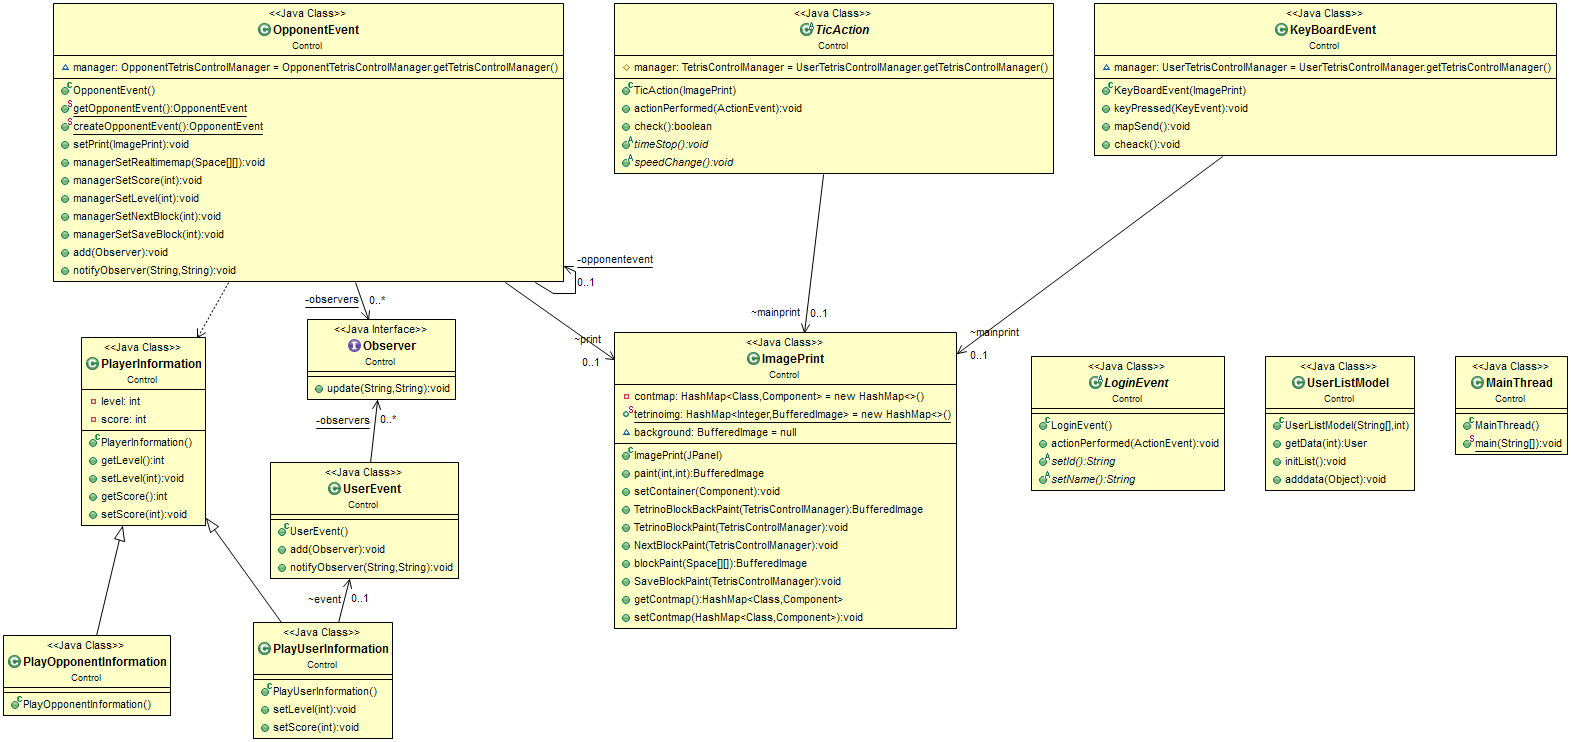 <<Java Class>>
OpponentEvent
Control
manager: OpponentTetrisControlManager = OpponentTetrisControlManager.getTetrisControlManager()
OpponentEvent()
getOpponentEvent():OpponentEvent
createOpponentEvent():OpponentEvent
setPrint(ImagePrint):void
managerSetRealtimemap(Space[][]):void
managerSetScore(int):void
managerSetLevel(int):void
managerSetNextBlock(int):void
managerSetSaveBlock(int):void
add(Observer):void
notifyObserver(String,String):void
<<Java Class>>
TicAction
Control
manager: TetrisControlManager = UserTetrisControlManager.getTetrisControlManager()
TicAction(ImagePrint)
actionPerformed(ActionEvent):void
check():boolean
timeStop():void
speedChange():void
<<Java Class>>
KeyBoardEvent
Control
manager: UserTetrisControlManager = UserTetrisControlManager.getTetrisControlManager()
KeyBoardEvent(ImagePrint)
keyPressed(KeyEvent):void
mapSend():void
cheack():void
-opponentevent
0..1
-observers
0..*
~print
0..1
~mainprint
0..1
~mainprint
0..1
<<Java Class>>
PlayerInformation
Control
level: int
score: int
PlayerInformation()
getLevel():int
setLevel(int):void
getScore():int
setScore(int):void
<<Java Interface>>
Observer
Control
update(String,String):void
-observers
0..*
<<Java Class>>
UserEvent
Control
UserEvent()
add(Observer):void
notifyObserver(String,String):void
~event
0..1
<<Java Class>>
ImagePrint
Control
contmap: HashMap<Class,Component> = new HashMap<>()
tetrinoimg: HashMap<Integer,BufferedImage> = new HashMap<>()
background: BufferedImage = null
ImagePrint(JPanel)
paint(int,int):BufferedImage
setContainer(Component):void
TetrinoBlockBackPaint(TetrisControlManager):BufferedImage
TetrinoBlockPaint(TetrisControlManager):void
NextBlockPaint(TetrisControlManager):void
blockPaint(Space[][]):BufferedImage
SaveBlockPaint(TetrisControlManager):void
getContmap():HashMap<Class,Component>
setContmap(HashMap<Class,Component>):void
<<Java Class>>
LoginEvent
Control
LoginEvent()
actionPerformed(ActionEvent):void
setId():String
setName():String
<<Java Class>>
UserListModel
Control
UserListModel(String[],int)
getData(int):User
initList():void
adddata(Object):void
<<Java Class>>
MainThread
Control
MainThread()
main(String[]):void
<<Java Class>>
PlayOpponentInformation
Control
PlayOpponentInformation()
<<Java Class>>
PlayUserInformation
Control
PlayUserInformation()
setLevel(int):void
setScore(int):void